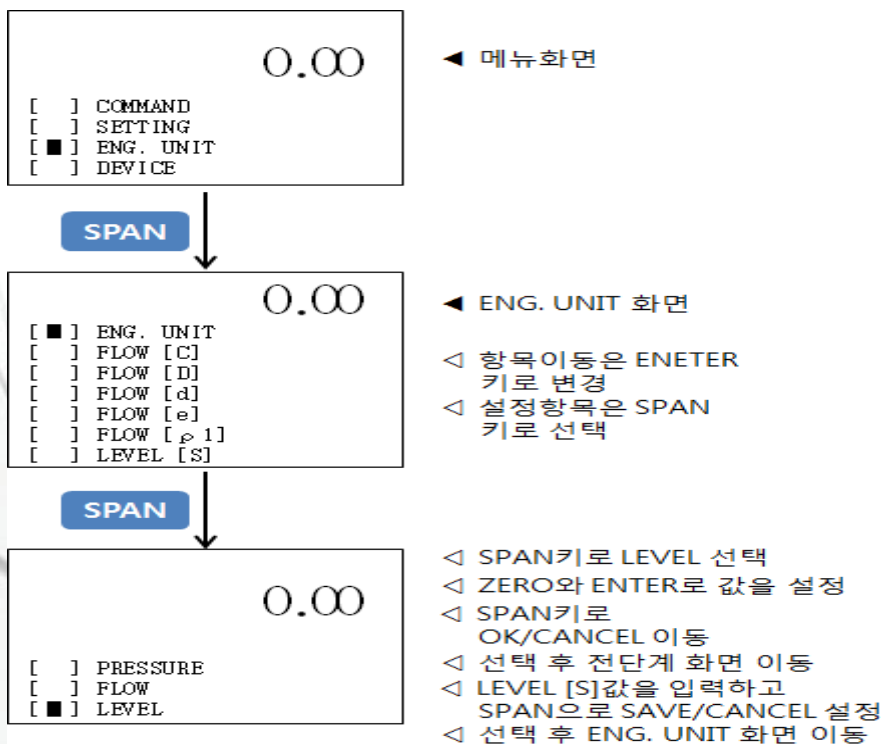 0.00
◀ 메뉴화면
[ ] COMMAND
[ ] SETTING
[■] ENG. UNIT
[ ] DEVICE
SPAN
0.00
◀ ENG. UNIT 화면
[■] ENG. UNIT
[ ] FLOW [C]
[ ] FLOW [D]
[ ] FLOW [d]
[ ] FLOW [e]
[ ] FLOW [ρ1]
[ ] LEVEL [S]
◁ 항목이동은 ENETER
키로 변경
◁ 설정항목은 SPAN
키로 선택
SPAN
0.00
[ ] PRESSURE
[ ] FLOW
[■] LEVEL
◁ SPAN키로 LEVEL 선택
◁ ZERO와 ENTER로 값을 설정
◁ SPAN키로
OK/CANCEL 이동
◁ 선택 후 전단계 화면 이동
◁ LEVEL [S]값을 입력하고
SPAN으로 SAVE/CANCEL 설정
◁ 선택 후 ENG. UNIT 화면 이동